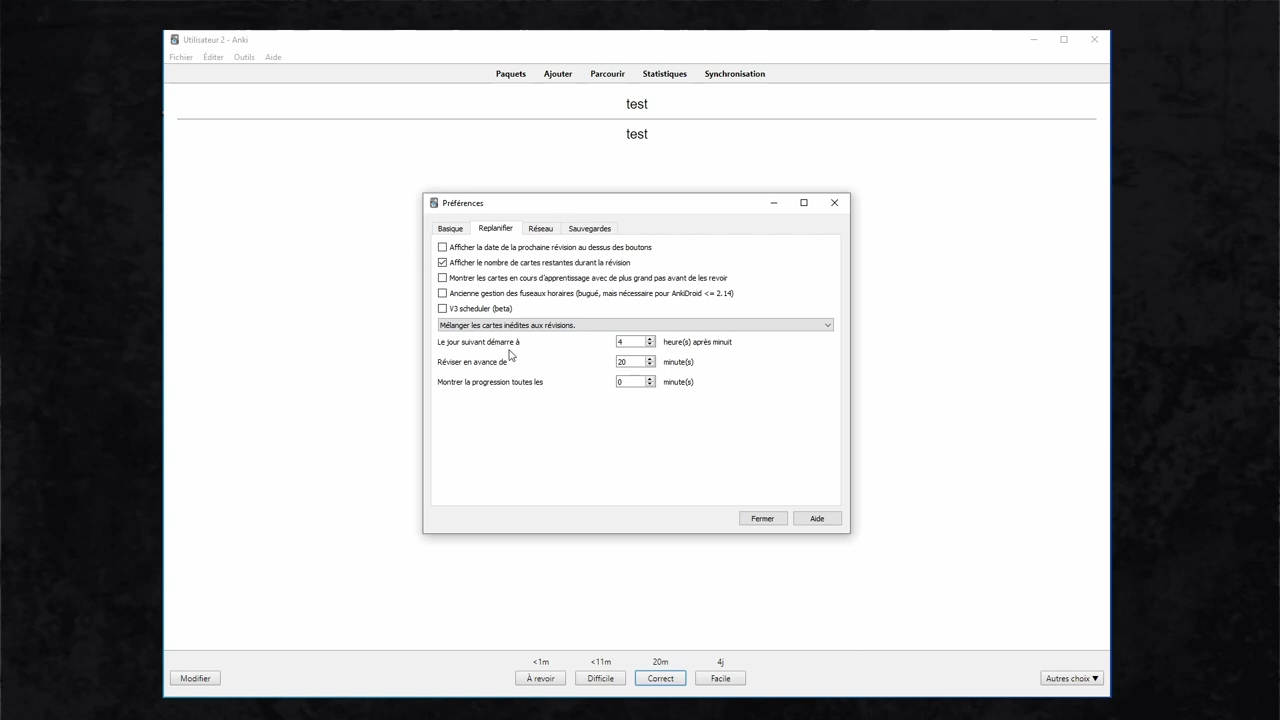 Utilisateur 2 - Anki
Fichier Éditer Outils Aide
Paquets Ajouter Parcourir Statistiques Synchronisation
test
test
Préférences
Basique Replanifier Réseau Sauvegardes
Afficher la date de la prochaine révision au dessus des boutons
Afficher le nombre de cartes restantes durant la révision
Montrer les cartes en cours d'apprentissage avec de plus grand pas avant de les revoir
Ancienne gestion des fuseaux horaires (bugué, mais nécessaire pour AnkiDroid <= 2.14)
V3 scheduler (beta)
Mélanger les cartes inédites aux révisions.
Le jour suivant démarre à 4 heure(s) après minuit
Réviser en avance de 20 minute(s)
Montrer la progression toutes les 0 minute(s)
Fermer Aide
<1m <11m 20m 4j
Modifier À revoir Difficile Correct Facile Autres choix ▼